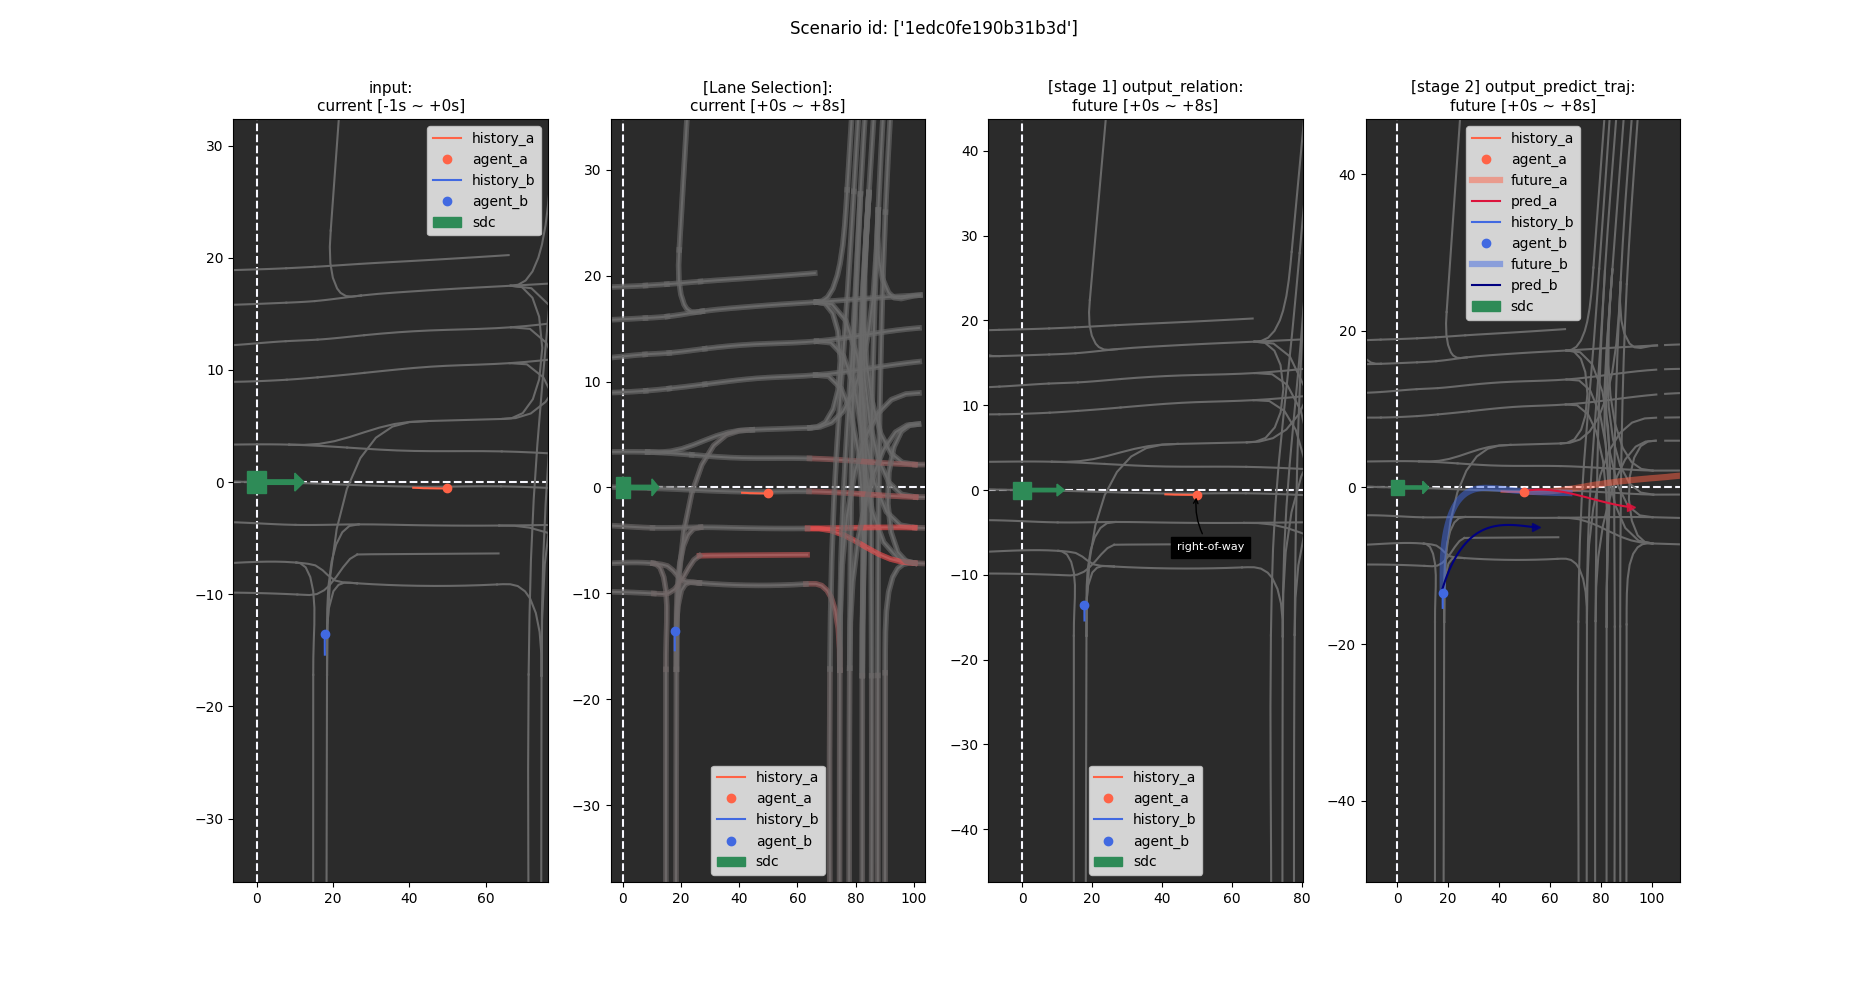 Scenario id: ['1edc0fe190b31b3d']
input:
current [-1s ~ +0s]
history_a
agent_a
history_b
agent_b
sdc
30
20
10
0
−10
−20
−30
0 20 40 60
[Lane Selection]:
current [+0s ~ +8s]
30
20
10
0
−10
−20
−30
history_a
agent_a
history_b
agent_b
sdc
0 20 40 60 80 100
[stage 1] output_relation:
future [+0s ~ +8s]
40
30
20
10
0
−10
−20
−30
−40
right-of-way
history_a
agent_a
history_b
agent_b
sdc
0 20 40 60 80
[stage 2] output_predict_traj:
future [+0s ~ +8s]
history_a
agent_a
future_a
pred_a
history_b
agent_b
future_b
pred_b
sdc
40
20
0
−20
−40
0 20 40 60 80 100